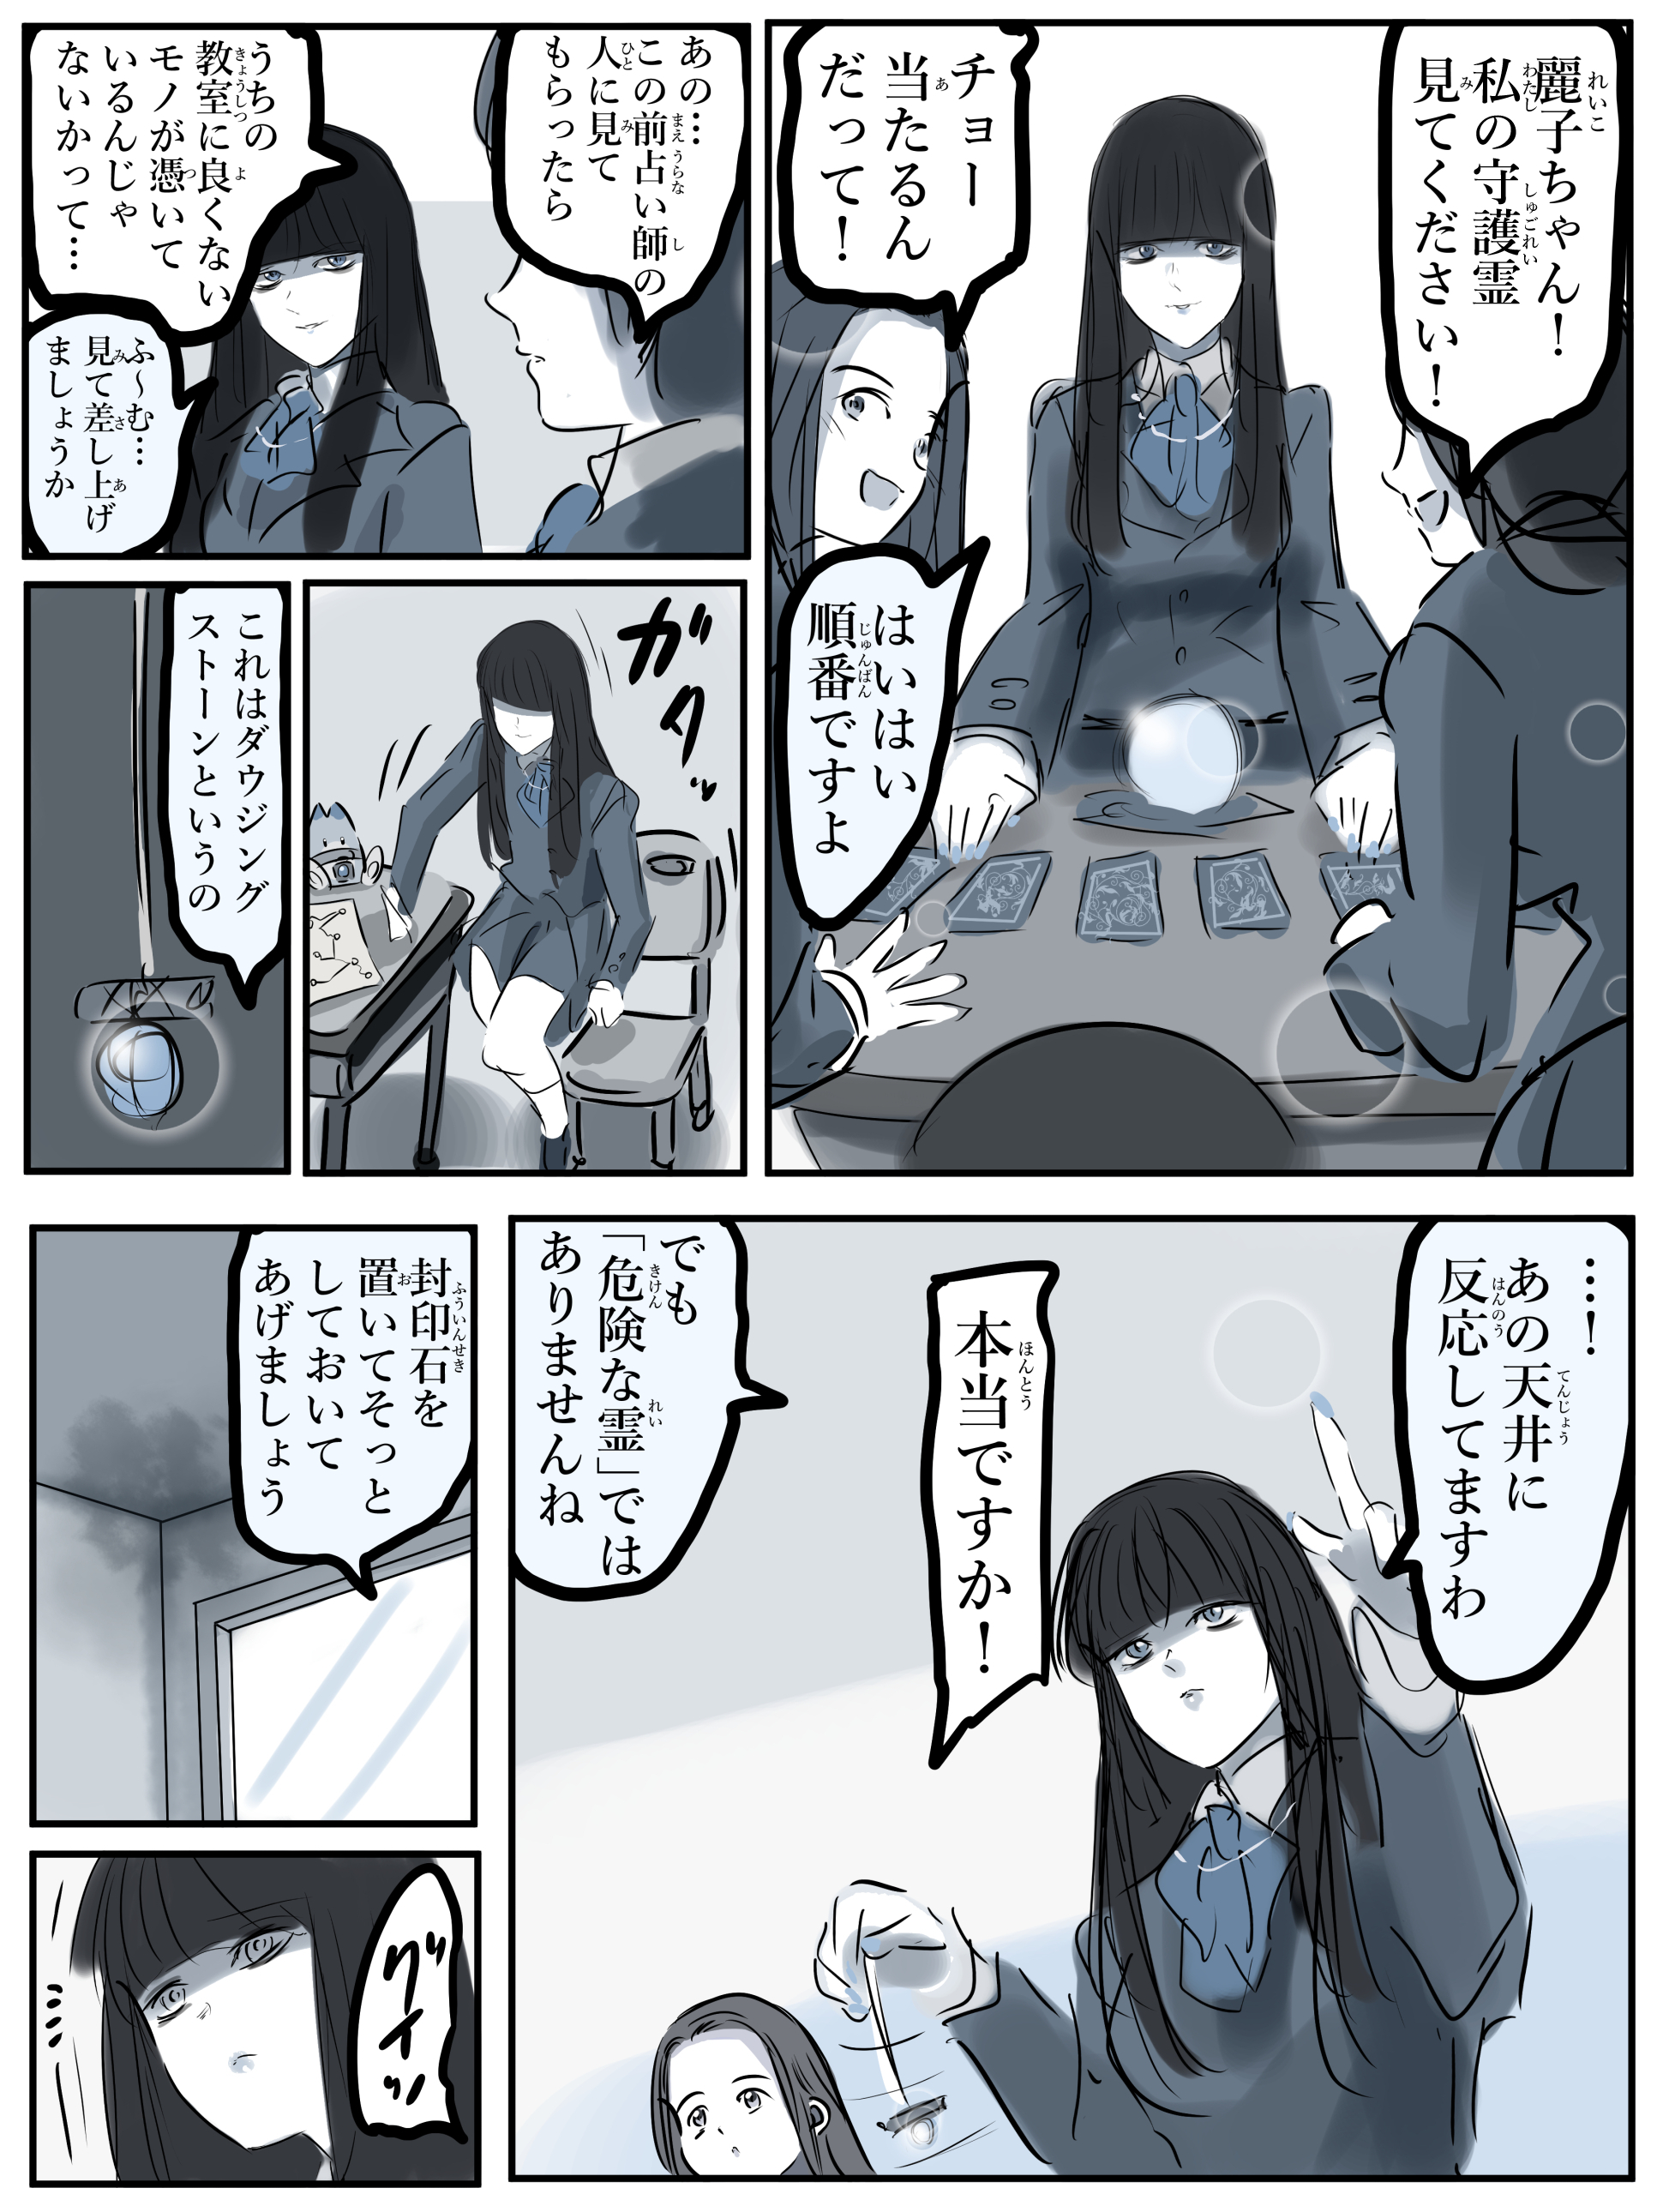 麗子ちゃん！
私の守護霊
見てください！
チョー
当たるん
だって！
はいはい
順番ですよ
あの…
この前占い師の
人に見て
もらったら
うちの
教室に良くない
モノが憑いて
いるんじゃ
ないかって…
ふ～む…
見て差し上げ
ましょうか
ガタッ
これはダウジング
ストーンというの
…！
あの天井に
反応してますわ
本当ですか！
でも
「危険な霊」では
ありませんね
封印石を
置いてそっと
しておいて
あげましょう
グイッ